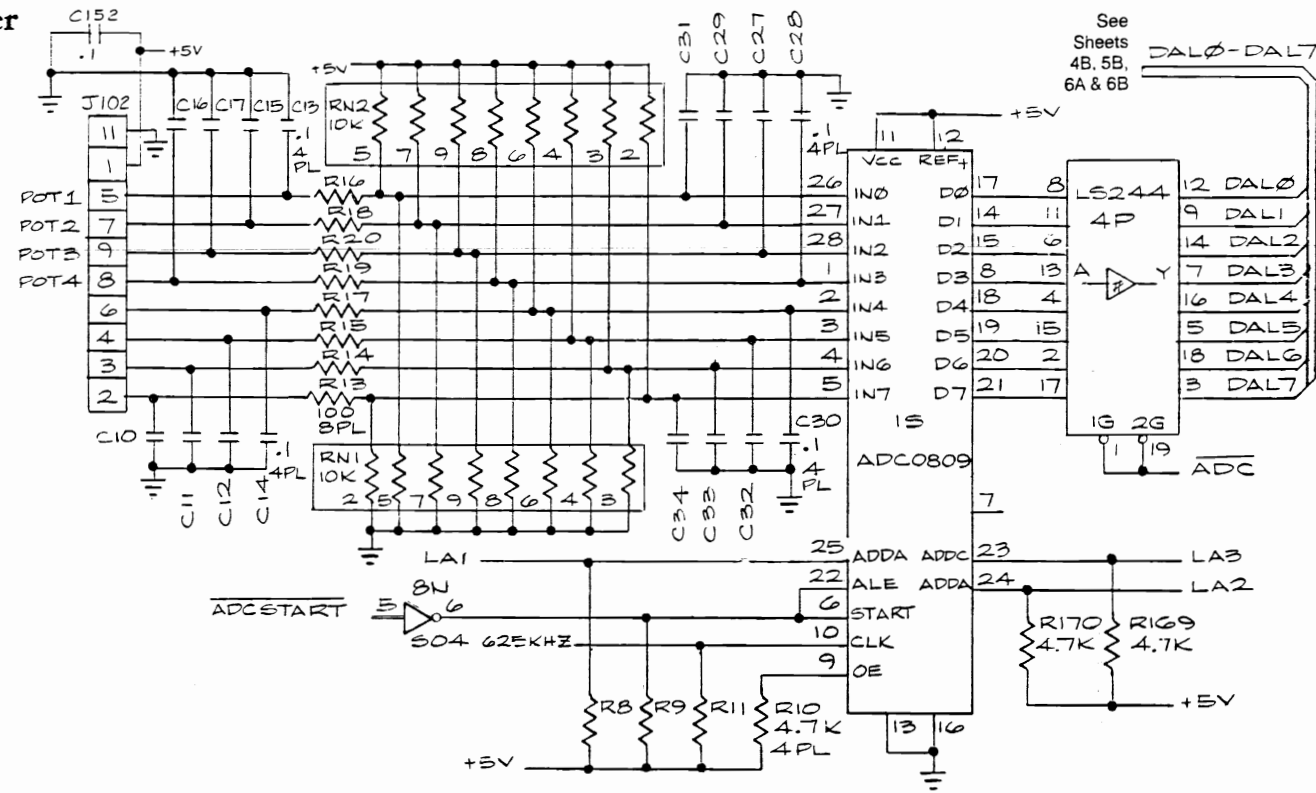 er
C152
.1
+5V
J102
11
1
5
7
9
8
6
4
3
2
POT1
POT2
POT3
POT4
C16
C17
C15
C13
.1
4
PL
+5V
RN2
10K
5 7 9 8 6 4 3 2
R16
R18
R20
R19
R17
R15
R14
R13
100
8PL
C10
C11
C12
C14
.1
4PL
RN1
10K
2 5 7 9 8 6 4 3
C31
C29
C27
C28
.1
4PL
C34
C33
C32
C30
.1
4
PL
+5V
11
12
VCC REF+
26 IN0 D0 17
27 IN1 D1 14
28 IN2 D2 15
1 IN3 D3 8
2 IN4 D4 18
3 IN5 D5 19
4 IN6 D6 20
5 IN7 D7 21
1S
ADC0809
7
25 ADDA ADDC 23
22 ALE ADDA 24
6 START
10 CLK
9 OE
13 16
See
Sheets
4B, 5B,
6A & 6B
DALØ-DAL7
LS244
4P
A Y
8 12 DALØ
11 9 DAL1
6 14 DAL2
13 7 DAL3
4 16 DAL4
15 5 DAL5
2 18 DAL6
17 3 DAL7
1G 2G
1 19
ADC
LA1
LA3
LA2
ADCSTART
5
8N
6
S04
625KHZ
R8
R9
R11
R10
4.7K
4PL
+5V
R170
4.7K
R169
4.7K
+5V